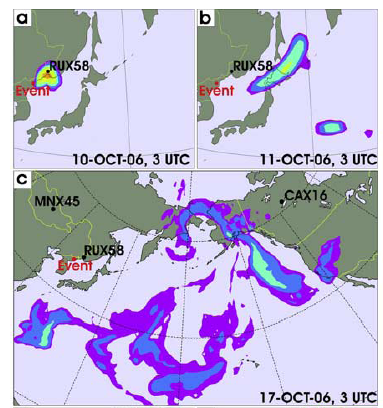 a
RUX58
Event
10-OCT-06, 3 UTC
b
RUX58
Event
11-OCT-06, 3 UTC
c
MNX45
CAX16
RUX58
Event
17-OCT-06, 3 UTC